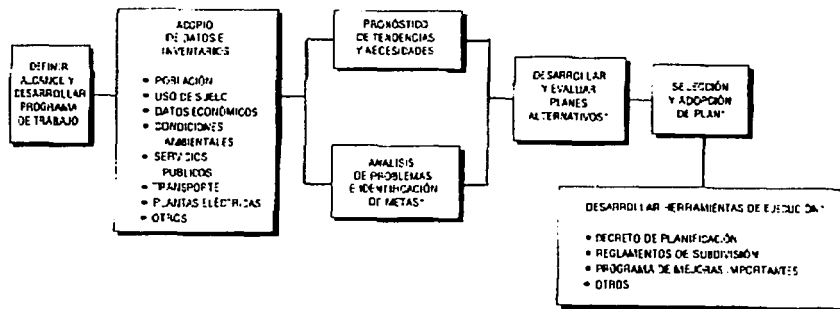 DEFINIR
ALCANCE Y
DESARROLLAR
PROGRAMA
DE TRABAJO
ACOPIO
DE DATOS E
INVENTARIOS
• POBLACIÓN
• USO DE SUELO
• DATOS ECONÓMICOS
• CONDICIONES
AMBIENTALES
• SERVICIOS
PUBLICOS
• TRANSPORTE
• PLANTAS ELÉCTRICAS
• OTROS
PRONÓSTICO
DE TENDENCIAS
Y NECESIDADES
ANALISIS
DE PROBLEMAS
E IDENTIFICACIÓN
DE METAS*
DESARROLLAR
Y EVALUAR
PLANES
ALTERNATIVOS*
SELECCIÓN
Y ADOPCIÓN
DE PLAN*
DESARROLLAR HERRAMIENTAS DE EJECUCIÓN*
• DECRETO DE PLANIFICACIÓN
• REGLAMENTOS DE SUBDIVISIÓN
• PROGRAMA DE MEJORAS IMPORTANTES
• OTROS